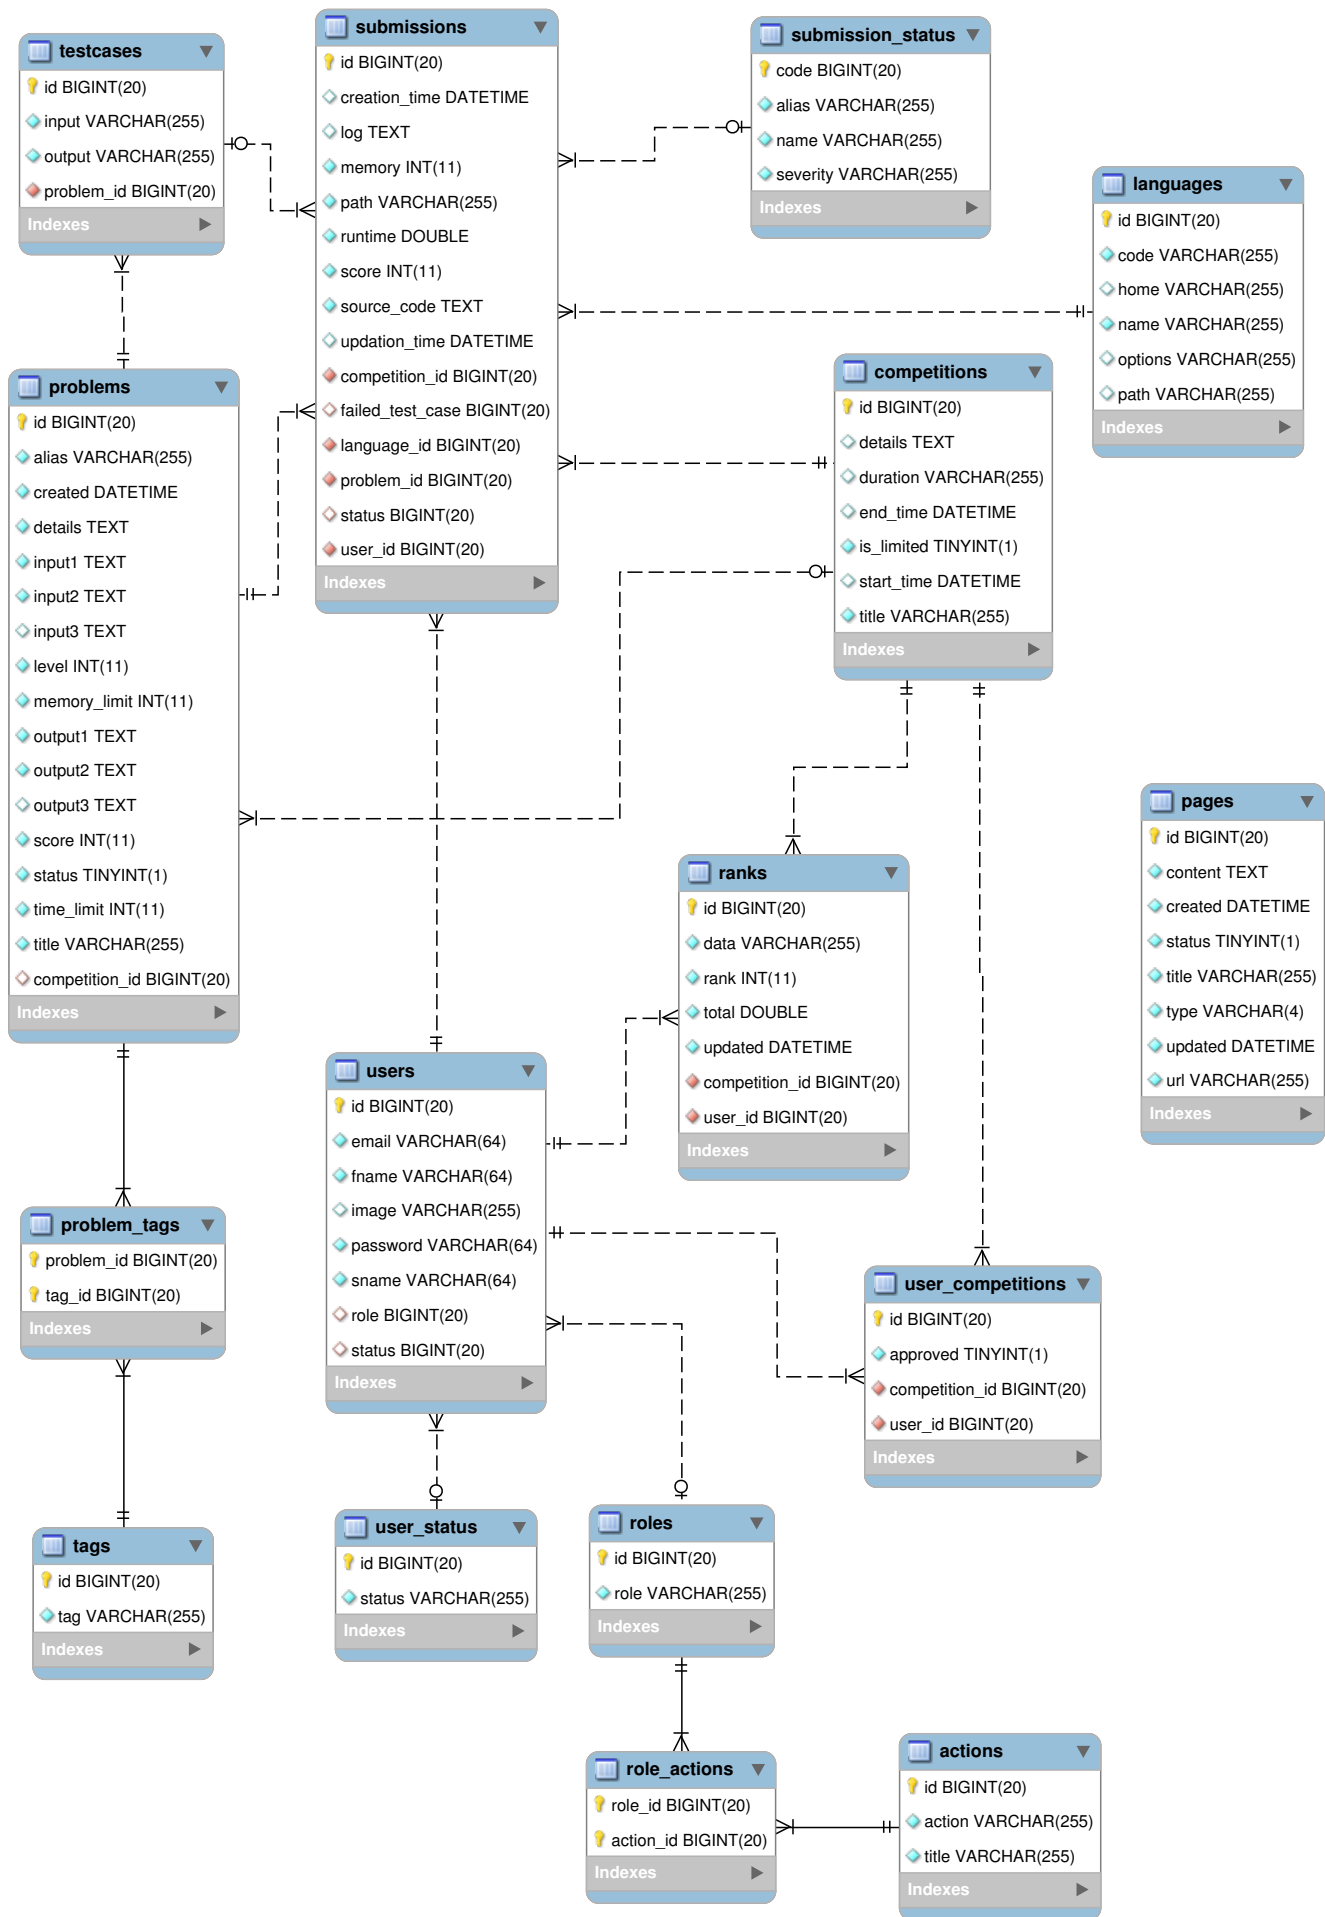 testcases
id BIGINT(20)
input VARCHAR(255)
output VARCHAR(255)
problem_id BIGINT(20)
Indexes
submissions
id BIGINT(20)
creation_time DATETIME
log TEXT
memory INT(11)
path VARCHAR(255)
runtime DOUBLE
score INT(11)
source_code TEXT
updation_time DATETIME
competition_id BIGINT(20)
failed_test_case BIGINT(20)
language_id BIGINT(20)
problem_id BIGINT(20)
status BIGINT(20)
user_id BIGINT(20)
Indexes
submission_status
code BIGINT(20)
alias VARCHAR(255)
name VARCHAR(255)
severity VARCHAR(255)
Indexes
languages
id BIGINT(20)
code VARCHAR(255)
home VARCHAR(255)
name VARCHAR(255)
options VARCHAR(255)
path VARCHAR(255)
Indexes
problems
id BIGINT(20)
alias VARCHAR(255)
created DATETIME
details TEXT
input1 TEXT
input2 TEXT
input3 TEXT
level INT(11)
memory_limit INT(11)
output1 TEXT
output2 TEXT
output3 TEXT
score INT(11)
status TINYINT(1)
time_limit INT(11)
title VARCHAR(255)
competition_id BIGINT(20)
Indexes
competitions
id BIGINT(20)
details TEXT
duration VARCHAR(255)
end_time DATETIME
is_limited TINYINT(1)
start_time DATETIME
title VARCHAR(255)
Indexes
pages
id BIGINT(20)
content TEXT
created DATETIME
status TINYINT(1)
title VARCHAR(255)
type VARCHAR(4)
updated DATETIME
url VARCHAR(255)
Indexes
ranks
id BIGINT(20)
data VARCHAR(255)
rank INT(11)
total DOUBLE
updated DATETIME
competition_id BIGINT(20)
user_id BIGINT(20)
Indexes
users
id BIGINT(20)
email VARCHAR(64)
fname VARCHAR(64)
image VARCHAR(255)
password VARCHAR(64)
sname VARCHAR(64)
role BIGINT(20)
status BIGINT(20)
Indexes
problem_tags
problem_id BIGINT(20)
tag_id BIGINT(20)
Indexes
user_competitions
id BIGINT(20)
approved TINYINT(1)
competition_id BIGINT(20)
user_id BIGINT(20)
Indexes
tags
id BIGINT(20)
tag VARCHAR(255)
Indexes
user_status
id BIGINT(20)
status VARCHAR(255)
Indexes
roles
id BIGINT(20)
role VARCHAR(255)
Indexes
role_actions
role_id BIGINT(20)
action_id BIGINT(20)
Indexes
actions
id BIGINT(20)
action VARCHAR(255)
title VARCHAR(255)
Indexes